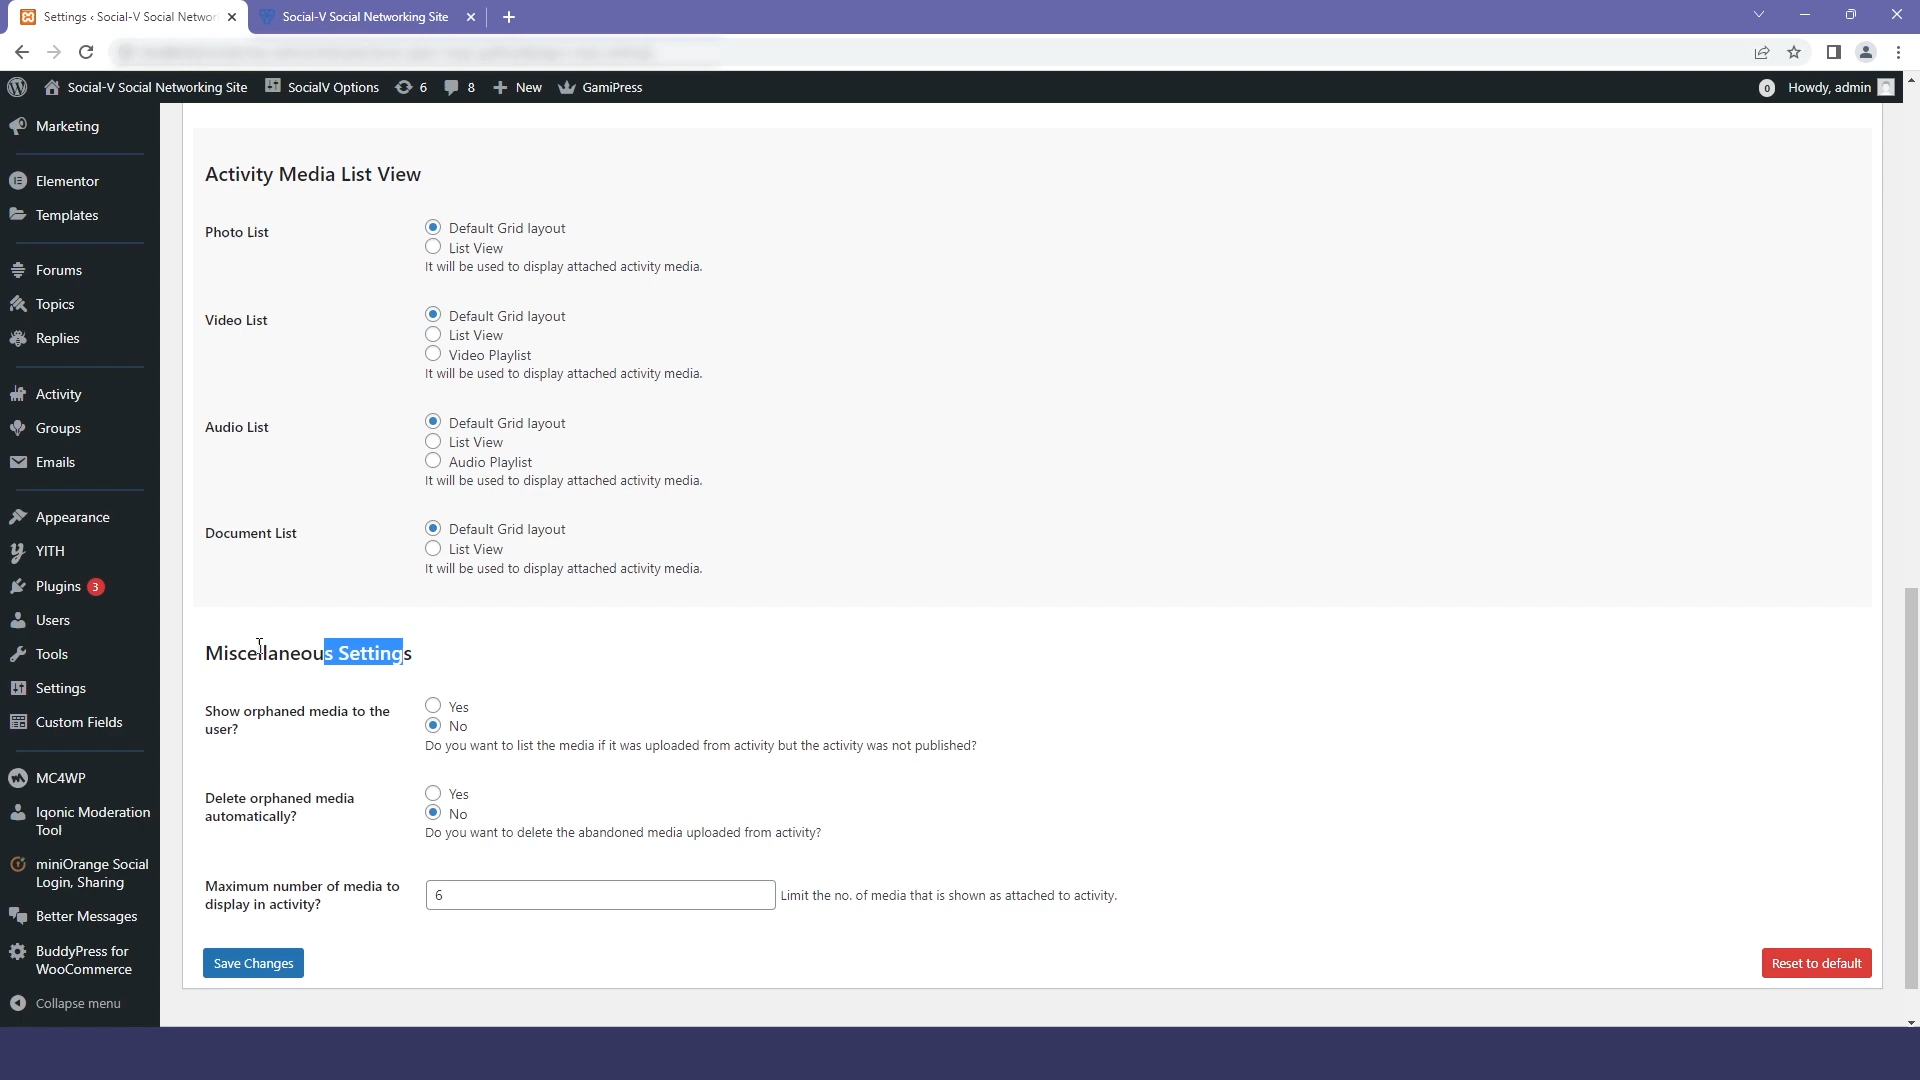 Settings ‹ Social-V Social Networ
Social-V Social Networking Site
Social-V Social Networking Site
SocialV Options
6
8
New
GamiPress
0
Howdy, admin
Marketing
Elementor
Templates
Forums
Topics
Replies
Activity
Groups
Emails
Appearance
YITH
Plugins 3
Users
Tools
Settings
Custom Fields
MC4WP
Iqonic Moderation
Tool
miniOrange Social
Login, Sharing
Better Messages
BuddyPress for
WooCommerce
Collapse menu
Activity Media List View
Photo List
Default Grid layout
List View
It will be used to display attached activity media.
Video List
Default Grid layout
List View
Video Playlist
It will be used to display attached activity media.
Audio List
Default Grid layout
List View
Audio Playlist
It will be used to display attached activity media.
Document List
Default Grid layout
List View
It will be used to display attached activity media.
Miscellaneous Settings
Show orphaned media to the
user?
Yes
No
Do you want to list the media if it was uploaded from activity but the activity was not published?
Delete orphaned media
automatically?
Yes
No
Do you want to delete the abandoned media uploaded from activity?
Maximum number of media to
display in activity?
6
Limit the no. of media that is shown as attached to activity.
Save Changes
Reset to default